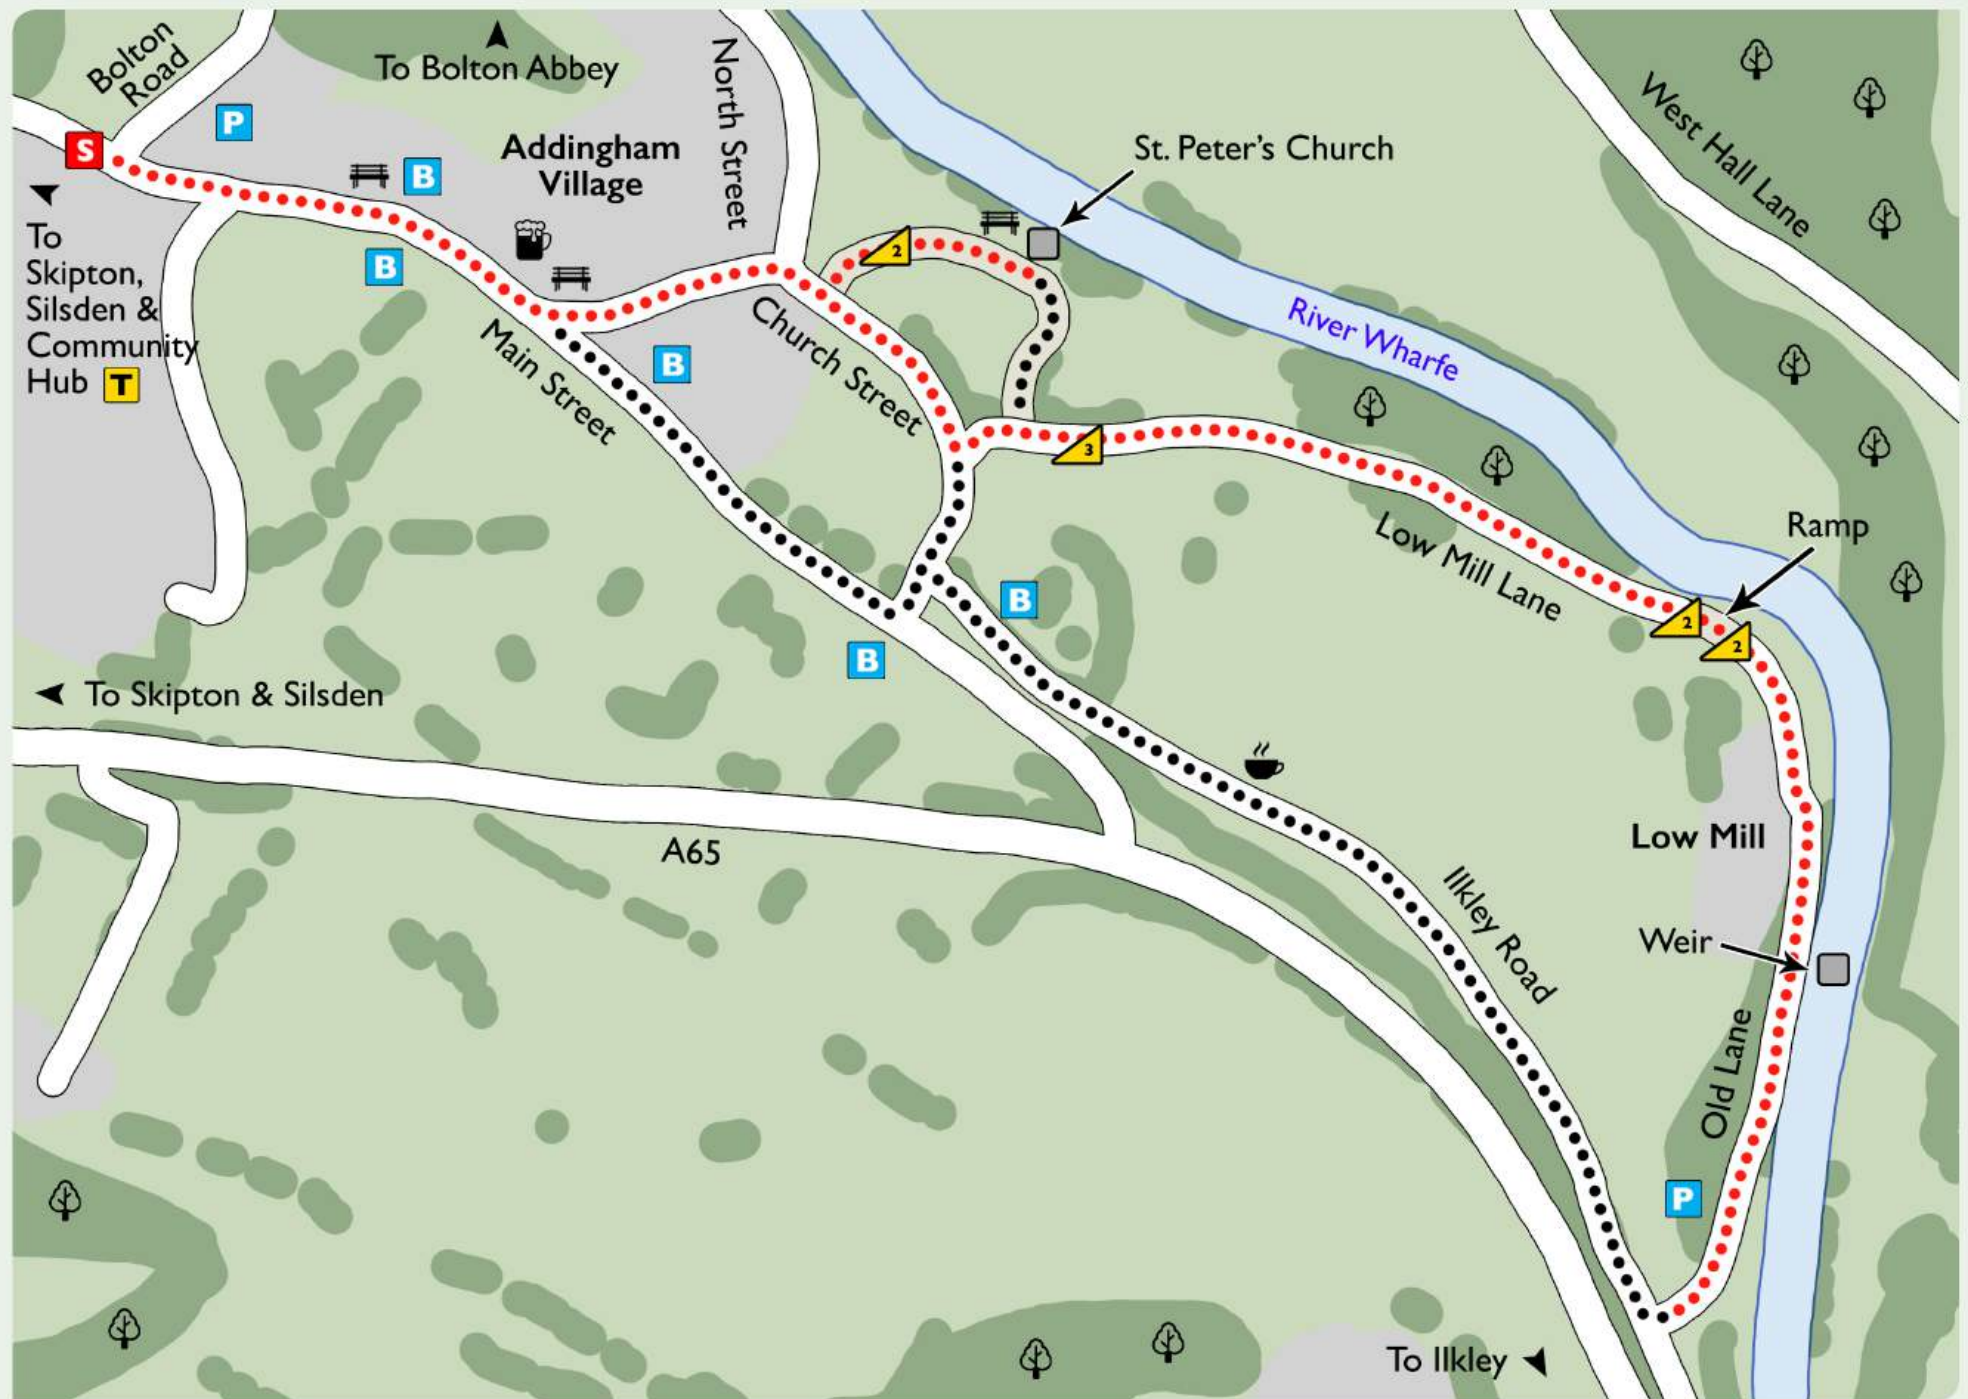 Bolton
Road
To Bolton Abbey
North Street
P
S
B
Addingham
Village
St. Peter's Church
West Hall Lane
To
Skipton,
Silsden &
Community
Hub T
B
2
River Wharfe
Main Street
B
Church Street
3
Low Mill Lane
Ramp
B
2
2
B
To Skipton & Silsden
A65
Low Mill
Ilkley Road
Weir
Old Lane
P
To Ilkley